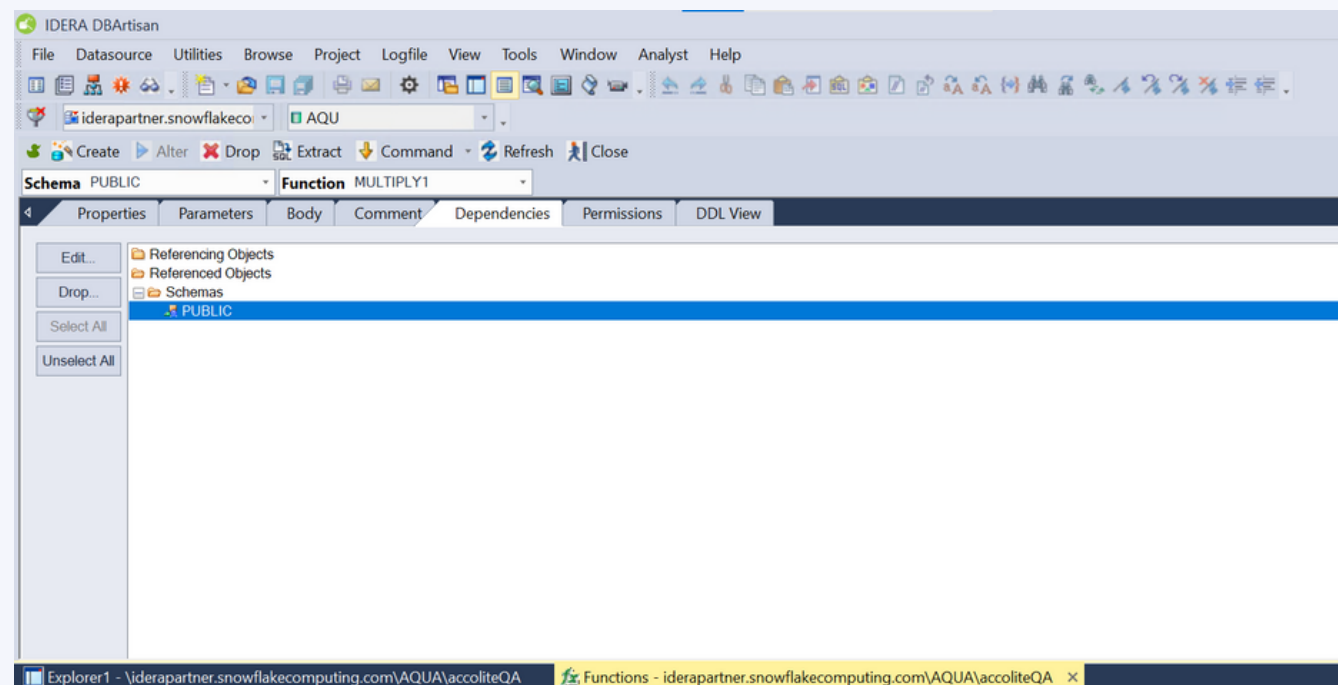 IDERA DBArtisan
File Datasource Utilities Browse Project Logfile View Tools Window Analyst Help
iderapartner.snowflakeco AQU
Create Alter Drop Extract Command Refresh Close
Schema PUBLIC Function MULTIPLY1
Properties Parameters Body Comment Dependencies Permissions DDL View
Edit... Referencing Objects
Referenced Objects
Drop... Schemas
PUBLIC
Select All
Unselect All
Explorer1 - \iderapartner.snowflakecomputing.com\AQUA\accoliteQA Functions - iderapartner.snowflakecomputing.com\AQUA\accoliteQA ×